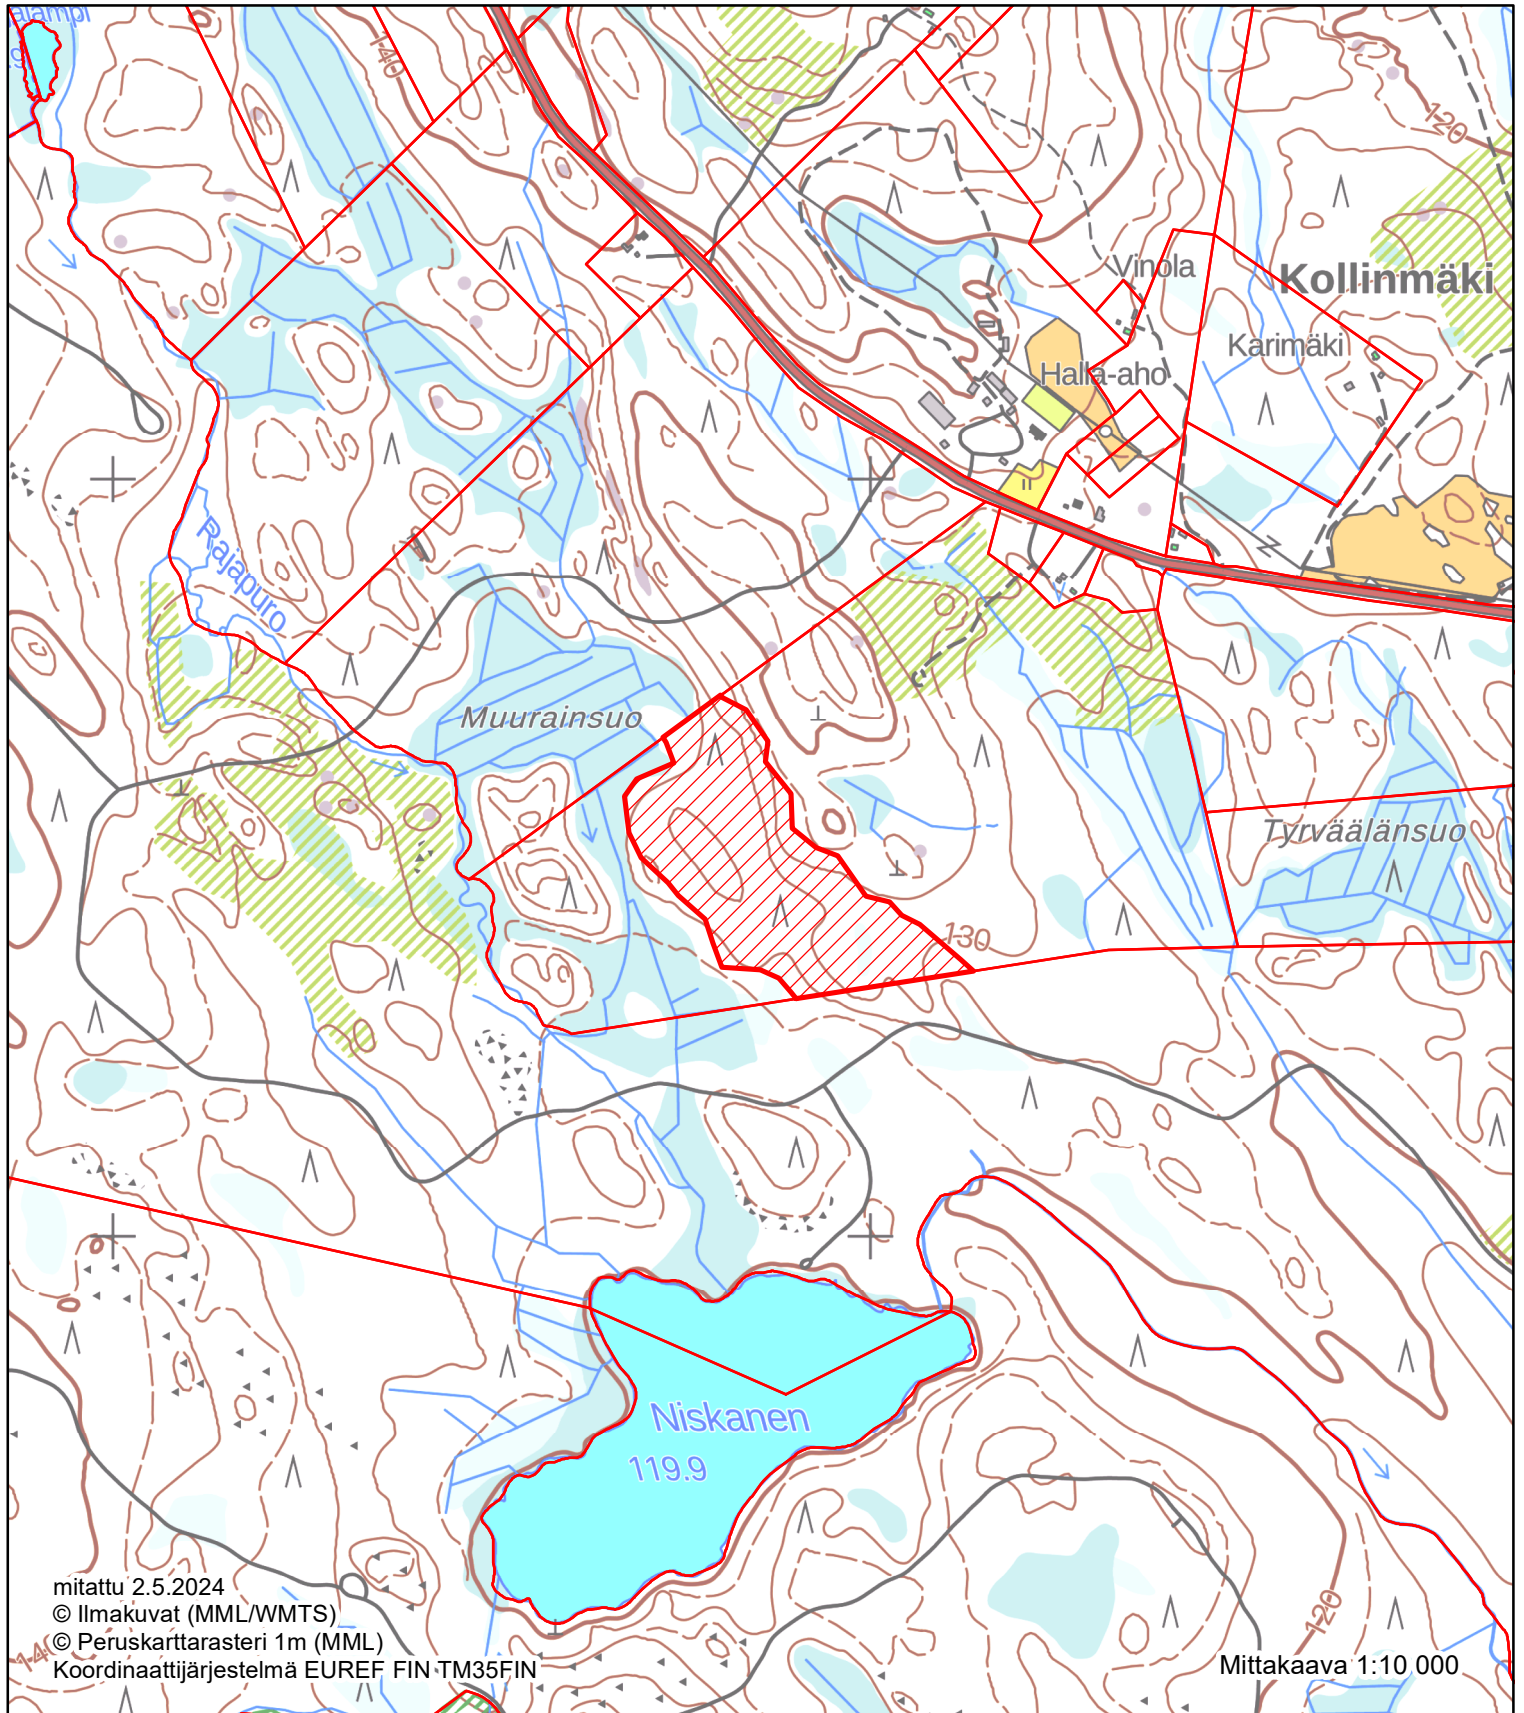 140
120
Vinola
Kollinmäki
Karimäki
Halla-aho
Rajapuro
Muurainsuo
Tyrväälänsuo
130
Niskanen
119.9
120
mitattu 2.5.2024
© Ilmakuvat (MML/WMTS)
© Peruskarttarasteri 1m (MML)
Koordinaattijärjestelmä EUREF FIN TM35FIN
Mittakaava 1:10 000